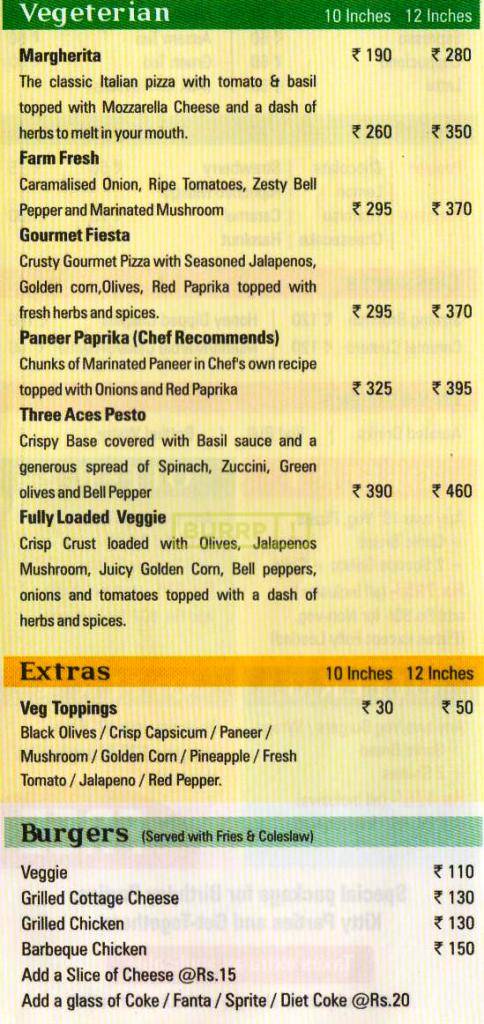 Vegeterian 10 Inches 12 Inches
Margherita ₹ 190 ₹ 280
The classic Italian pizza with tomato & basil
topped with Mozzarella Cheese and a dash of
herbs to melt in your mouth. ₹ 260 ₹ 350
Farm Fresh
Caramalised Onion, Ripe Tomatoes, Zesty Bell
Pepper and Marinated Mushroom ₹ 295 ₹ 370
Gourmet Fiesta
Crusty Gourmet Pizza with Seasoned Jalapenos,
Golden corn,Olives, Red Paprika topped with
fresh herbs and spices. ₹ 295 ₹ 370
Paneer Paprika (Chef Recommends)
Chunks of Marinated Paneer in Chef's own recipe
topped with Onions and Red Paprika ₹ 325 ₹ 395
Three Aces Pesto
Crispy Base covered with Basil sauce and a
generous spread of Spinach, Zuccini, Green
olives and Bell Pepper ₹ 390 ₹ 460
Fully Loaded Veggie
BURRP!
Crisp Crust loaded with Olives, Jalapenos
Mushroom, Juicy Golden Corn, Bell peppers,
onions and tomatoes topped with a dash of
herbs and spices.
Extras 10 Inches 12 Inches
Veg Toppings ₹ 30 ₹ 50
Black Olives / Crisp Capsicum / Paneer /
Mushroom / Golden Corn / Pineapple / Fresh
Tomato / Jalapeno / Red Pepper.
Burgers (Served with Fries & Coleslaw)
Veggie ₹ 110
Grilled Cottage Cheese ₹ 130
Grilled Chicken ₹ 130
Barbeque Chicken ₹ 150
Add a Slice of Cheese @Rs.15
Add a glass of Coke / Fanta / Sprite / Diet Coke @Rs.20